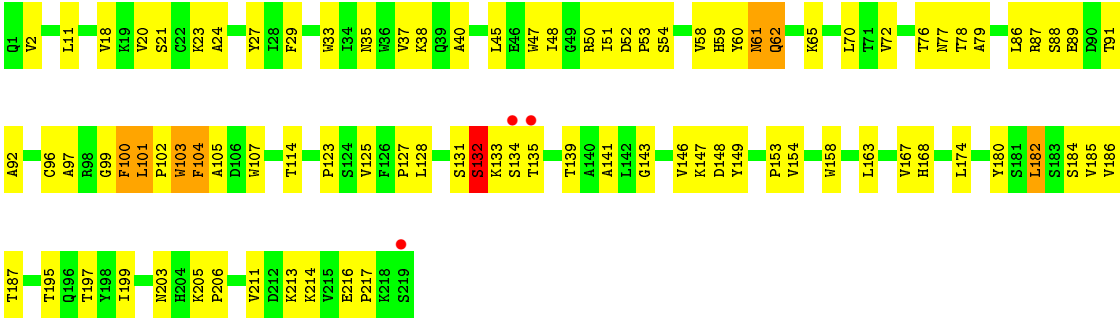 Q1 V2 L11 V18 K19 V20 S21 C22 K23 A24 Y27 I28 F29 W33 I34 N35 W36 V37 K38 Q39 A40 L45 E46 W47 I48 G49 R50 I51 D52 P53 S54 V58 H59 Y60 N61 Q62 K65 L70 T71 V72 T76 N77 T78 A79 L86 R87 S88 E89 D90 T91
A92 C96 A97 R98 G99 F100 L101 P102 W103 F104 A105 D106 W107 T114 P123 S124 V125 F126 P127 L128 S131 S132 K133 S134 T135 T139 A140 A141 L142 G143 V146 K147 D148 Y149 P153 V154 W158 L163 V167 H168 L174 Y180 S181 L182 S183 S184 V185 V186
T187 T195 Q196 T197 Y198 I199 N203 H204 K205 P206 V211 D212 K213 K214 V215 E216 P217 K218 S219